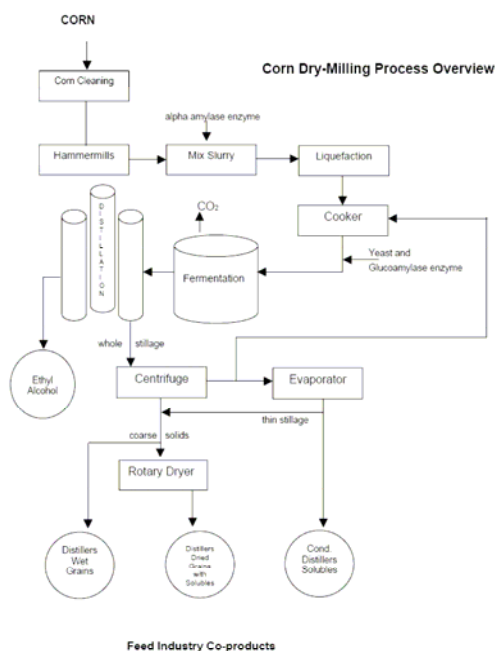 CORN
Corn Dry-Milling Process Overview
Corn Cleaning
alpha amylase enzyme
Hammermills
Mix Slurry
Liquefaction
DISTILLATION
CO₂
Cooker
Yeast and
Glucoamylase enzyme
Fermentation
whole stillage
Ethyl
Alcohol
Centrifuge
Evaporator
thin stillage
coarse solids
Rotary Dryer
Distillers
Wet
Grains
Distillers
Dried
Grains
with
Solubles
Cond.
Distillers
Solubles
Feed Industry Co-products